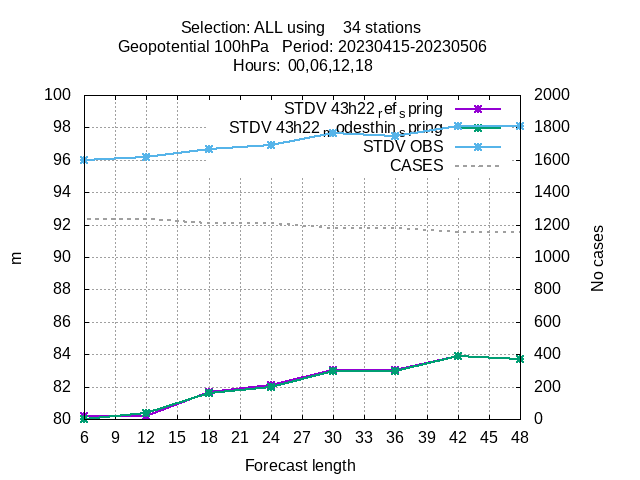 Selection: ALL using    34 stations
Geopotential 100hPa   Period: 20230415-20230506
Hours:  00,06,12,18
STDV 43h22ref_spring
STDV 43h22nodesthin_spring
STDV OBS
CASES
100
98
96
94
92
90
88
86
84
82
80
2000
1800
1600
1400
1200
1000
800
600
400
200
0
m
No cases
6 9 12 15 18 21 24 27 30 33 36 39 42 45 48
Forecast length